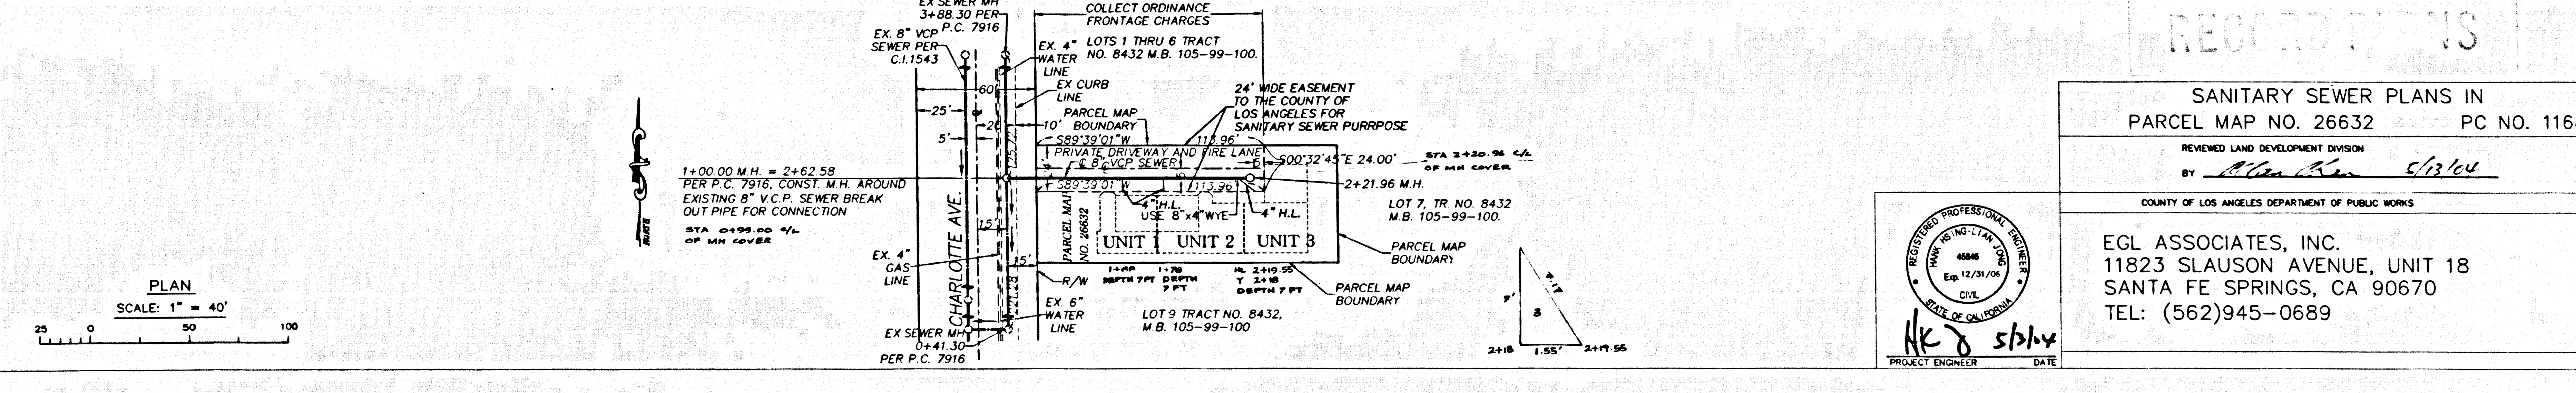 EX SEWER MH
3+88.30 PER
P.C. 7916
EX. 8" VCP
SEWER PER
C.I.1543
COLLECT ORDINANCE
FRONTAGE CHARGES
EX. 4"
WATER
LINE
LOTS 1 THRU 6 TRACT
NO. 8432 M.B. 105-99-100.
EX CURB
LINE
60'
25'
5'
10'
PARCEL MAP
BOUNDARY
24' WIDE EASEMENT
TO THE COUNTY OF
LOS ANGELES FOR
SANITARY SEWER PURRPOSE
S89°39'01"W 113.96'
PRIVATE DRIVEWAY AND FIRE LANE
8" VCP SEWER
S00°32'45"E 24.00'
S89°39'01"W 113.96'
STA 2+20.96 C/L
OF MH COVER
2+21.96 M.H.
1+00.00 M.H. = 2+62.58
PER P.C. 7916, CONST. M.H. AROUND
EXISTING 8" V.C.P. SEWER BREAK
OUT PIPE FOR CONNECTION
STA 0+99.00 C/L
OF MH COVER
NORTH
CHARLOTTE AVE.
15'
15'
PARCEL MAP
NO. 26632
4" H.L.
USE 8"x4"WYE
4" H.L.
UNIT 1
UNIT 2
UNIT 3
LOT 7, TR. NO. 8432
M.B. 105-99-100.
PARCEL MAP
BOUNDARY
EX. 4"
GAS
LINE
R/W
DEPTH 7 FT
1+78
DEPTH
7 FT
HL 2+19.55
Y 2+18
DEPTH 7 FT
PARCEL MAP
BOUNDARY
EX. 6"
WATER
LINE
LOT 9 TRACT NO. 8432,
M.B. 105-99-100
EX SEWER MH
0+41.30
PER P.C. 7916
PLAN
SCALE: 1" = 40'
25 0 50 100
3
2+18 1.55' 2+19.55
SANITARY SEWER PLANS IN
PARCEL MAP NO. 26632 PC NO.
REVIEWED LAND DEVELOPMENT DIVISION
BY 5/13/04
COUNTY OF LOS ANGELES DEPARTMENT OF PUBLIC WORKS
REGISTERED PROFESSIONAL ENGINEER
HANK HSING-LIAN JONG
45846
Exp. 12/31/06
CIVIL
STATE OF CALIFORNIA
PROJECT ENGINEER DATE
EGL ASSOCIATES, INC.
11823 SLAUSON AVENUE, UNIT 18
SANTA FE SPRINGS, CA 90670
TEL: (562)945-0689